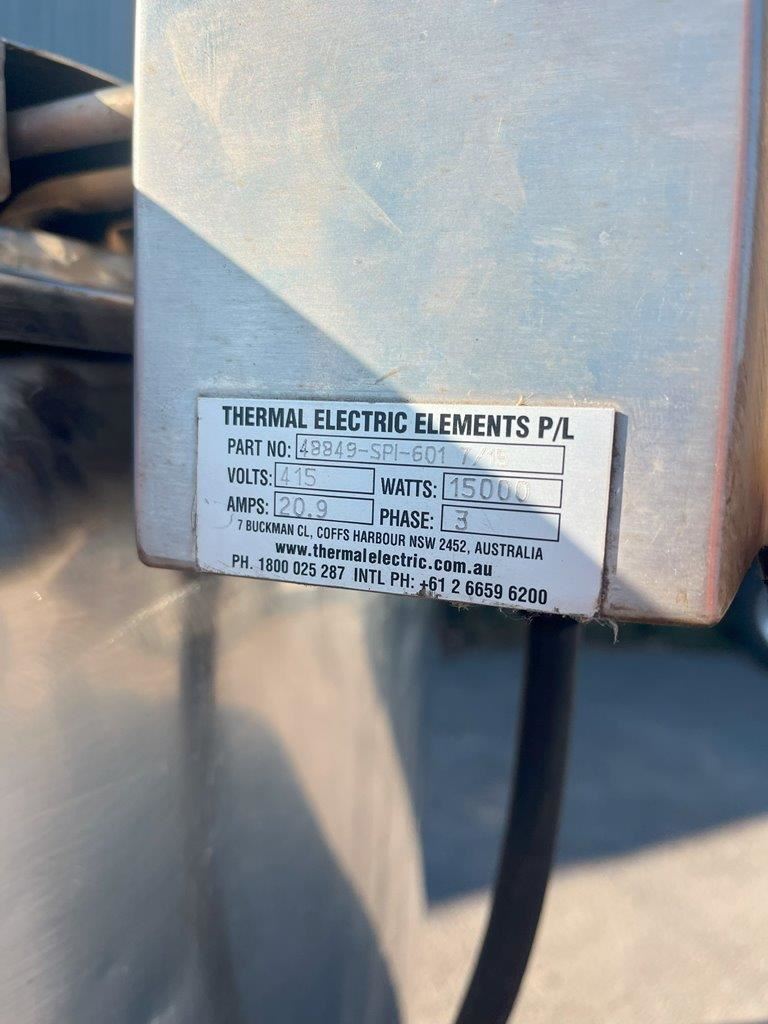 THERMAL ELECTRIC ELEMENTS P/L
PART NO: 48849-SPI-601 7/15
VOLTS: 415 WATTS: 15000
AMPS: 20.9 PHASE: 3
7 BUCKMAN CL, COFFS HARBOUR NSW 2452, AUSTRALIA
www.thermalelectric.com.au
PH. 1800 025 287 INTL PH: +61 2 6659 6200